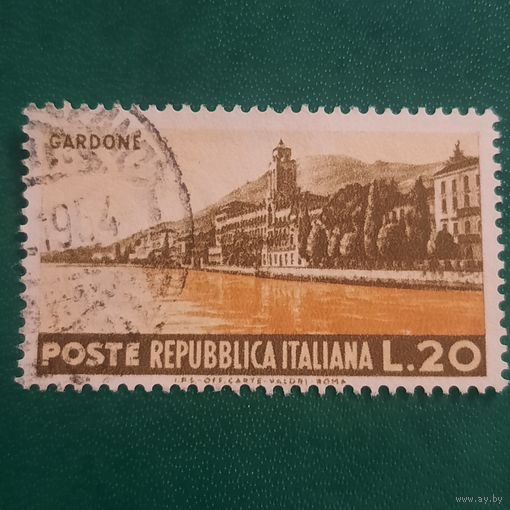 GARDONE
1954
POSTE REPUBBLICA ITALIANA L.20
I.P.S.-OFF. CARTE-VALORI-ROMA
www.ay.by